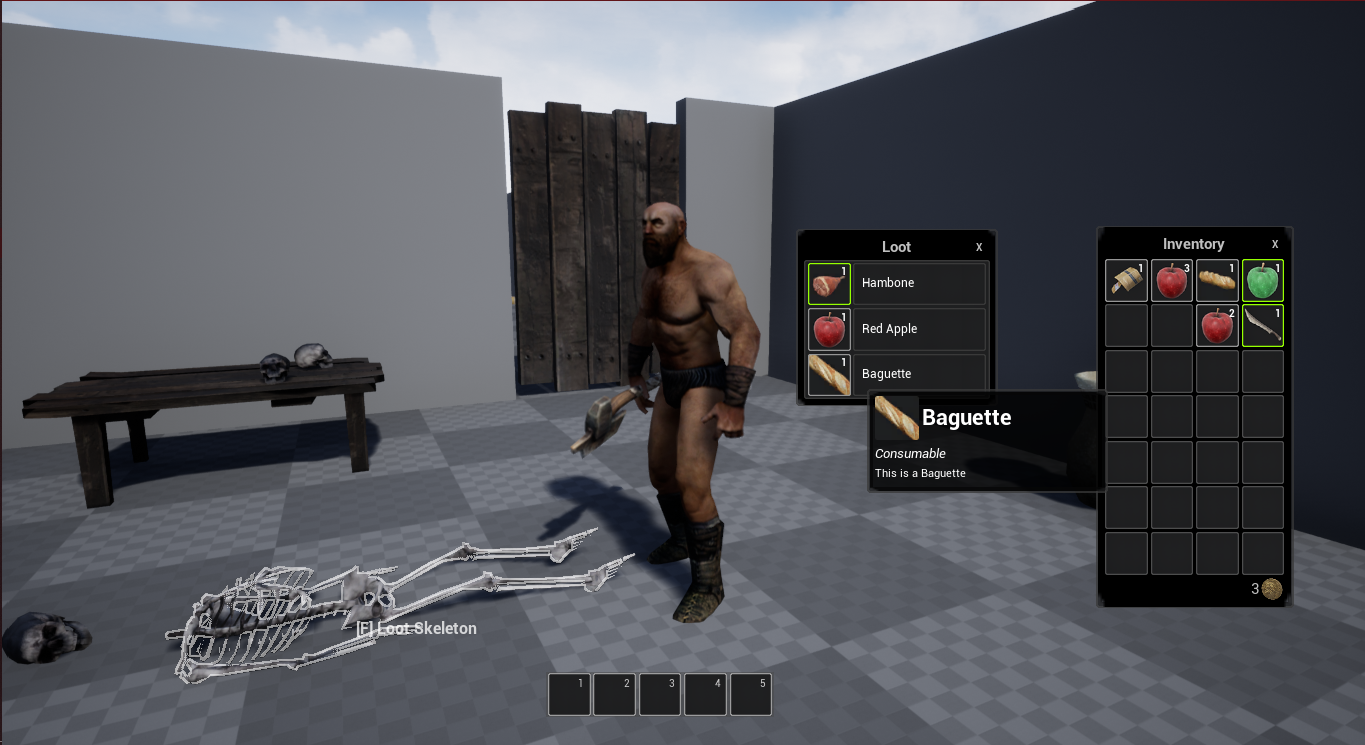 Loot X
1 Hambone
1 Red Apple
1 Baguette
Baguette
Consumable
This is a Baguette
Inventory X
1 3 1 1
2 1
3
[F] Loot Skeleton
1 2 3 4 5